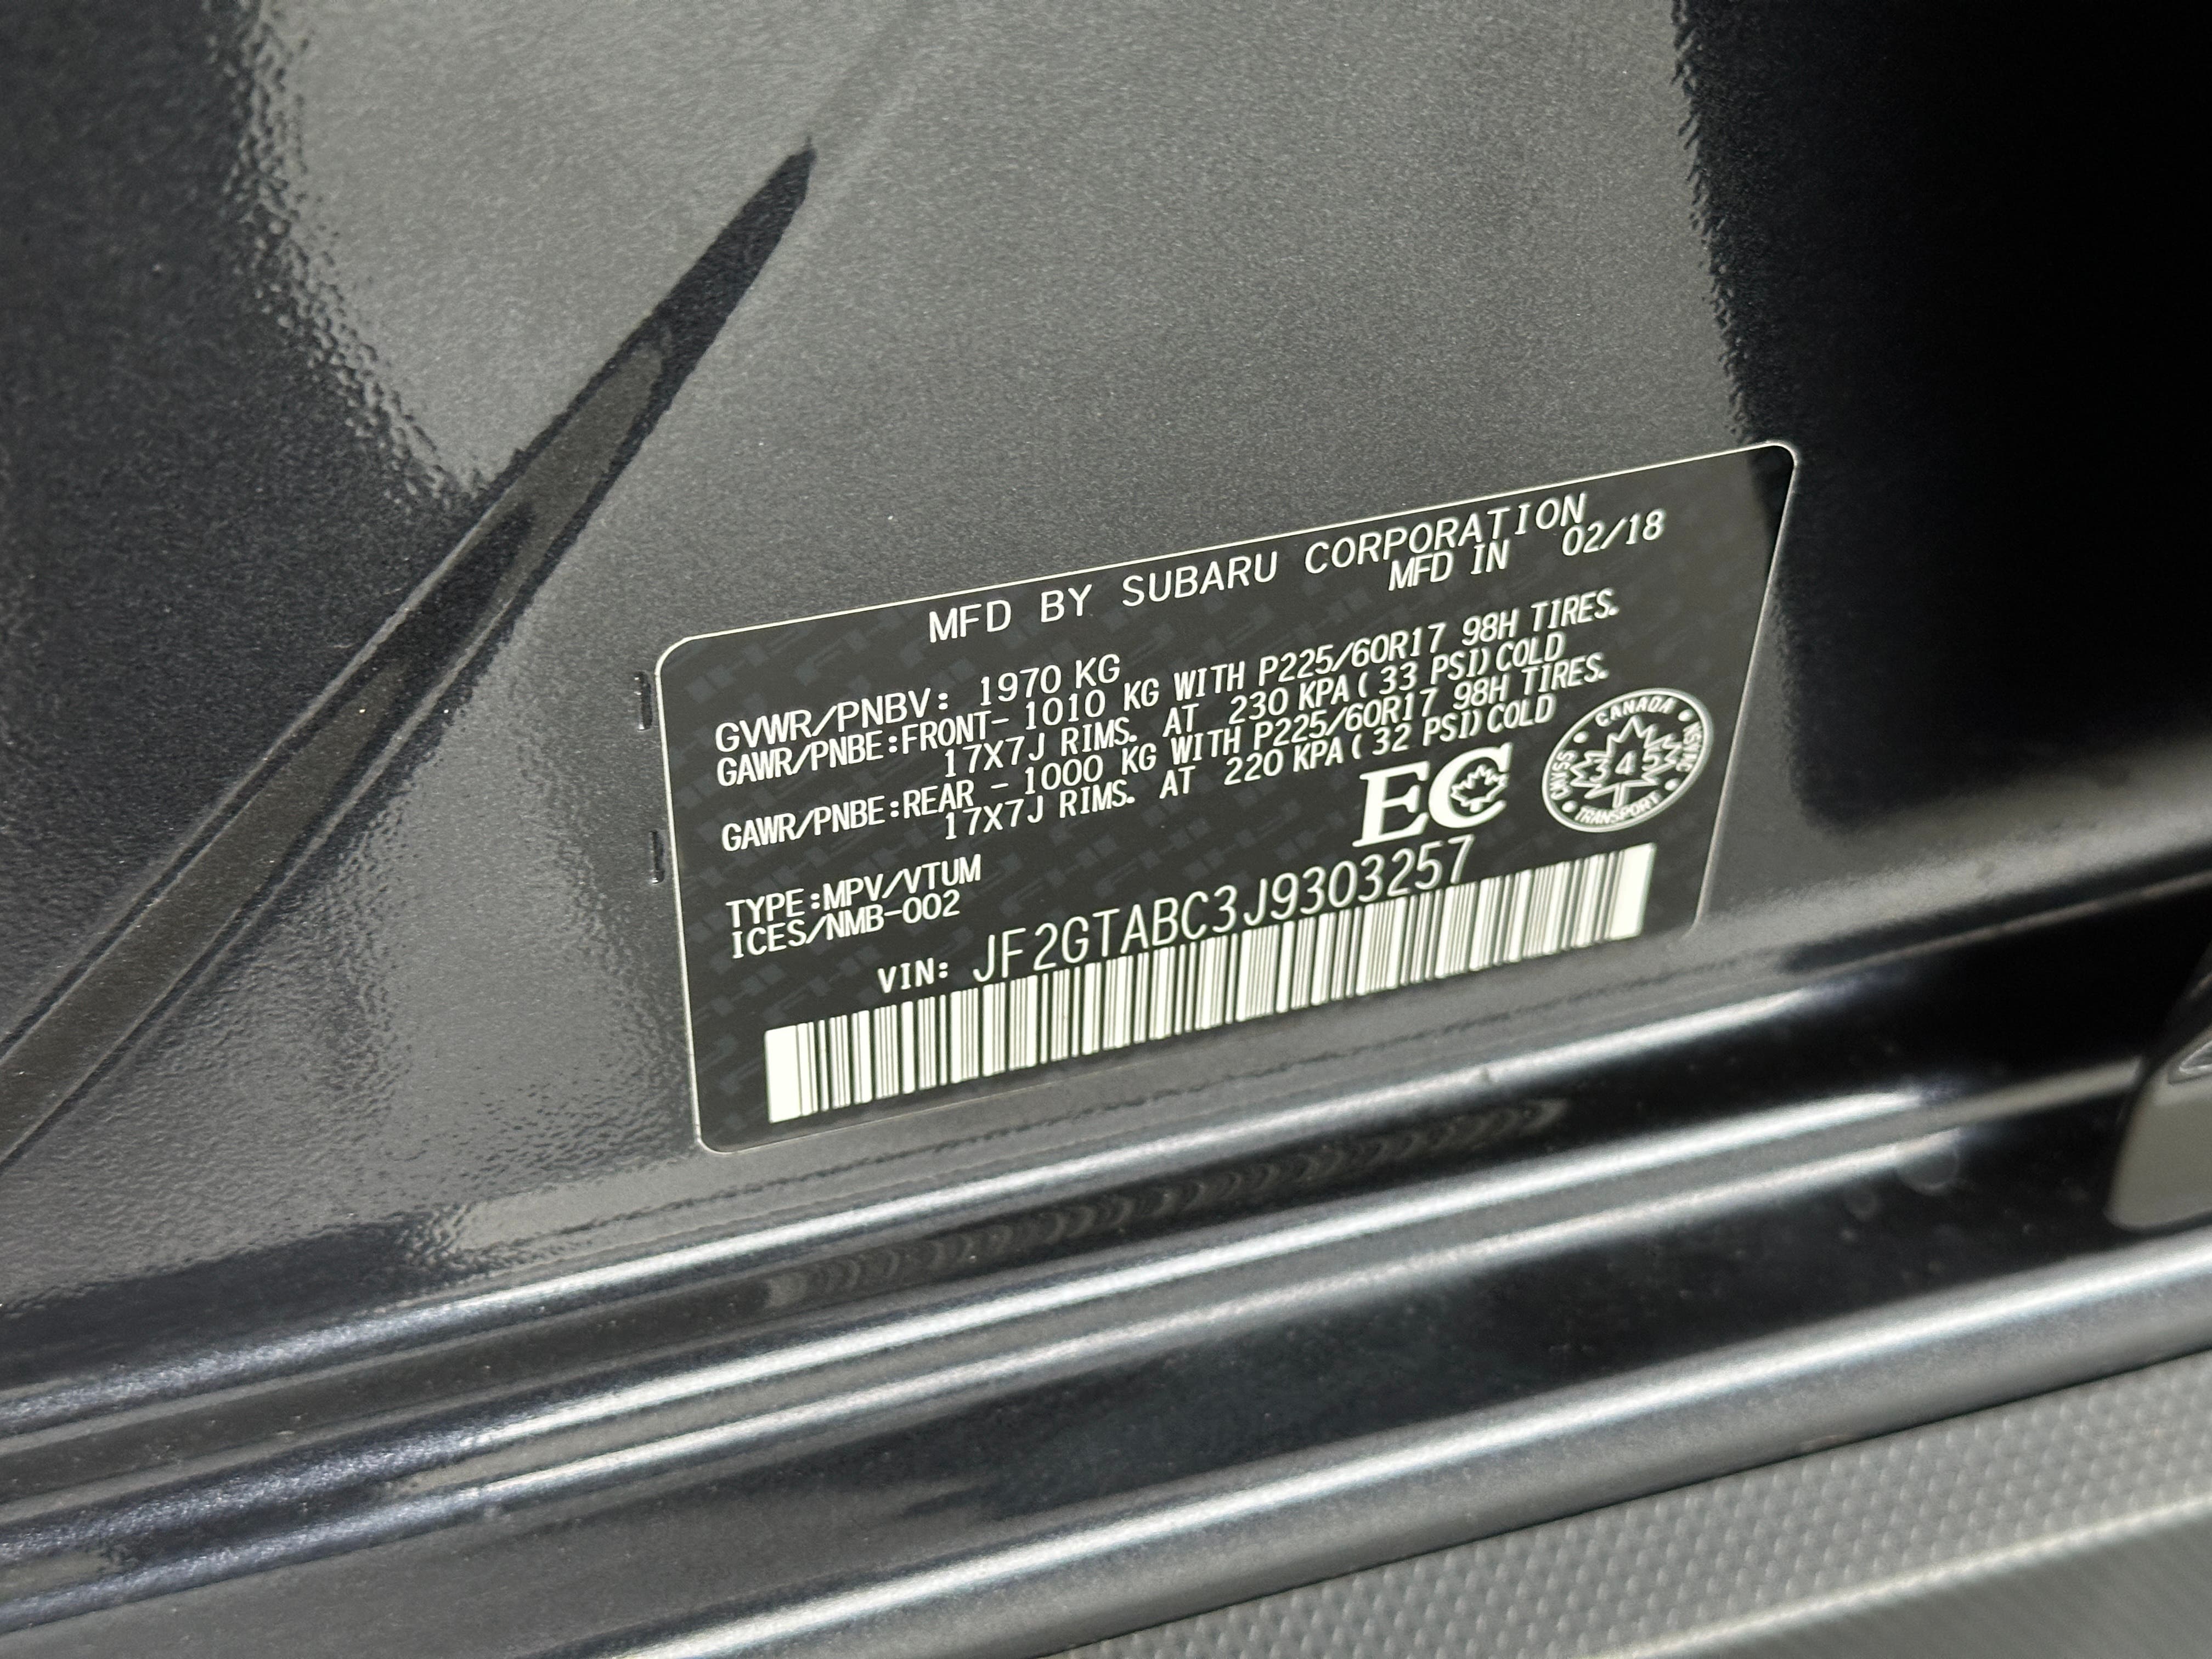 MFD BY SUBARU CORPORATION
MFD IN 02/18
GVWR/PNBV: 1970 KG
GAWR/PNBE:FRONT- 1010 KG WITH P225/60R17 98H TIRES.
17X7J RIMS. AT 230 KPA( 33 PSI)COLD
GAWR/PNBE:REAR - 1000 KG WITH P225/60R17 98H TIRES.
17X7J RIMS. AT 220 KPA( 32 PSI)COLD
EC
CANADA
NSVAC
345
CMVSS
TRANSPORT
TYPE:MPV/VTUM
ICES/NMB-002
VIN: JF2GTABC3J9303257